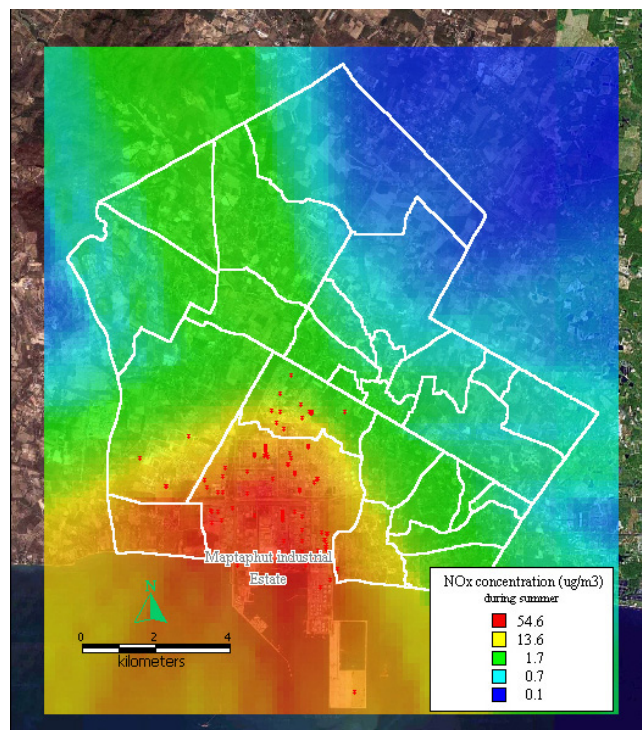 Maptaphut industrial
Estate
N
0 2 4
kilometers
NOx concentration (ug/m3)
during summer
54.6
13.6
1.7
0.7
0.1